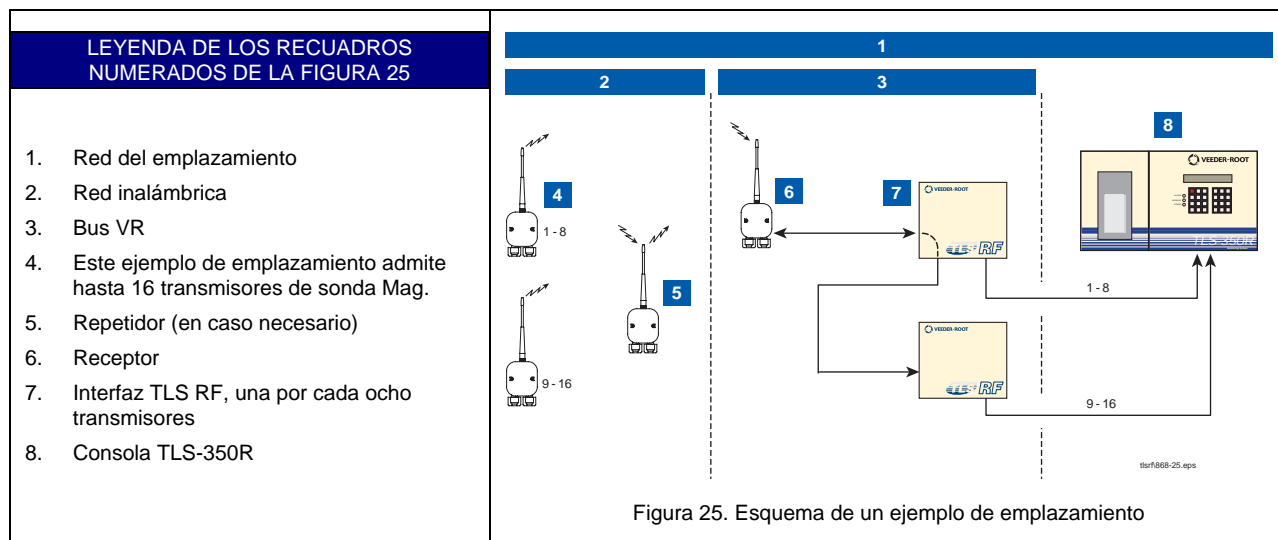 LEYENDA DE LOS RECUADROS
NUMERADOS DE LA FIGURA 25
1. Red del emplazamiento
2. Red inalámbrica
3. Bus VR
4. Este ejemplo de emplazamiento admite
hasta 16 transmisores de sonda Mag.
5. Repetidor (en caso necesario)
6. Receptor
7. Interfaz TLS RF, una por cada ocho
transmisores
8. Consola TLS-350R
1
2
3
4
1 - 8
5
9 - 16
6
7
VEEDER-ROOT
TLS RF
1 - 8
VEEDER-ROOT
TLS RF
9 - 16
8
VEEDER-ROOT
TLS-350R
tlsrf\868-25.eps
Figura 25. Esquema de un ejemplo de emplazamiento